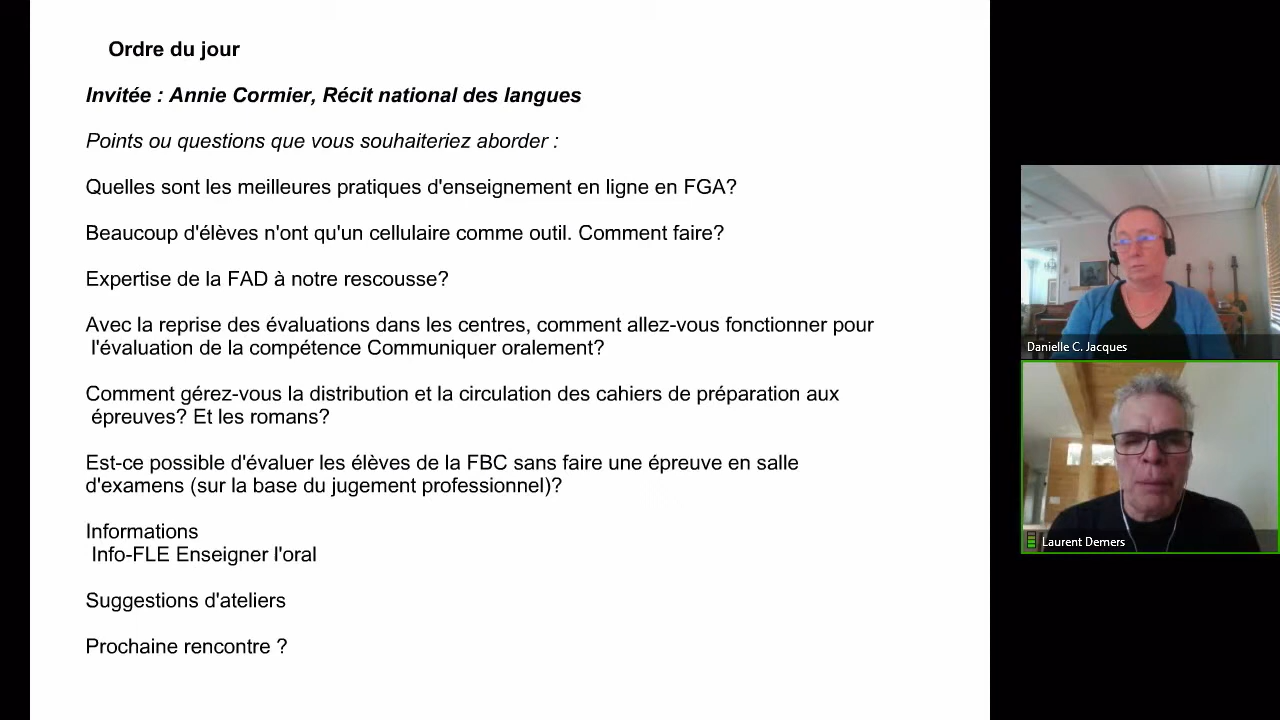 Ordre du jour
Invitée : Annie Cormier, Récit national des langues
Points ou questions que vous souhaiteriez aborder :
Quelles sont les meilleures pratiques d'enseignement en ligne en FGA?
Beaucoup d'élèves n'ont qu'un cellulaire comme outil. Comment faire?
Expertise de la FAD à notre rescousse?
Avec la reprise des évaluations dans les centres, comment allez-vous fonctionner pour
l'évaluation de la compétence Communiquer oralement?
Comment gérez-vous la distribution et la circulation des cahiers de préparation aux
épreuves? Et les romans?
Est-ce possible d'évaluer les élèves de la FBC sans faire une épreuve en salle
d'examens (sur la base du jugement professionnel)?
Informations
Info-FLE Enseigner l'oral
Suggestions d'ateliers
Prochaine rencontre ?
Danielle C. Jacques
Laurent Demers